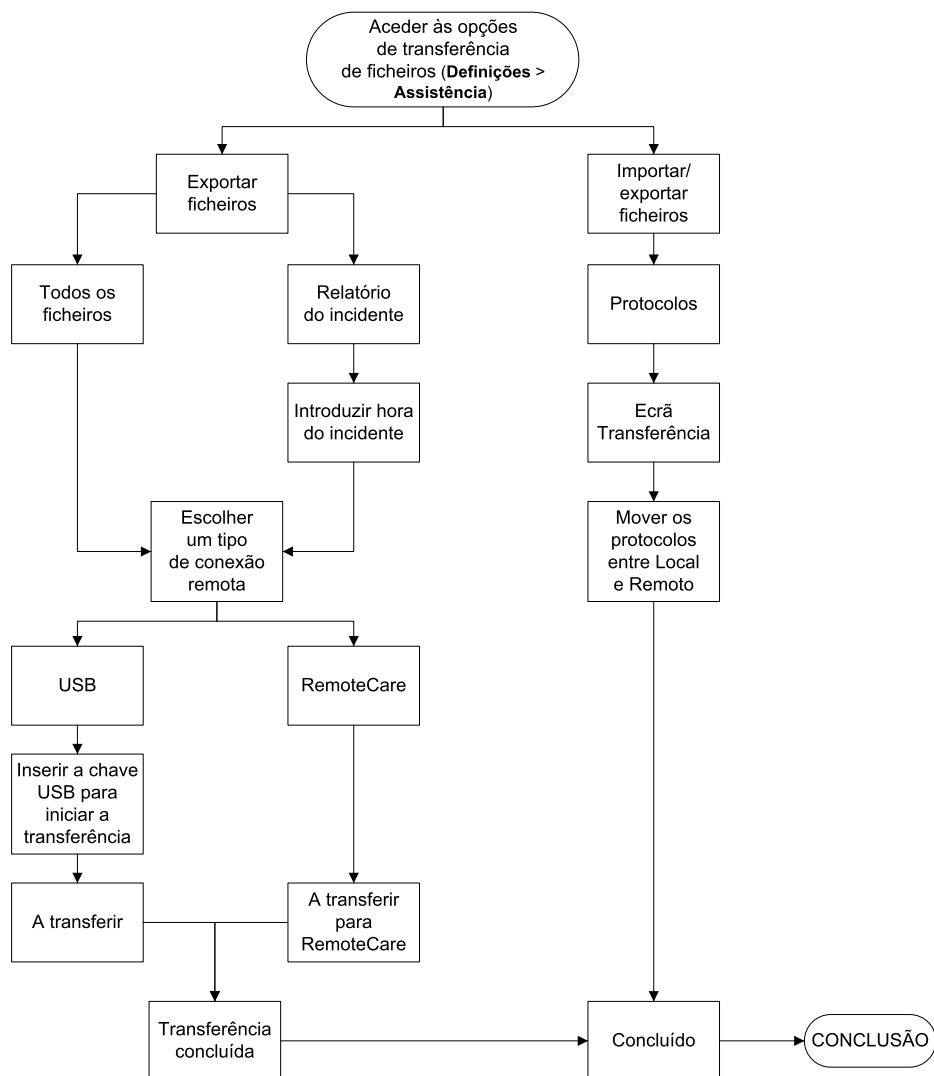 Aceder às opções
de transferência
de ficheiros (Definições >
Assistência)
Exportar
ficheiros
Importar/
exportar
ficheiros
Todos os
ficheiros
Relatório
do incidente
Protocolos
Introduzir hora
do incidente
Ecrã
Transferência
Escolher
um tipo
de conexão
remota
Mover os
protocolos
entre Local
e Remoto
USB
RemoteCare
Inserir a chave
USB para
iniciar a
transferência
A transferir
A transferir
para
RemoteCare
Transferência
concluída
Concluído
CONCLUSÃO